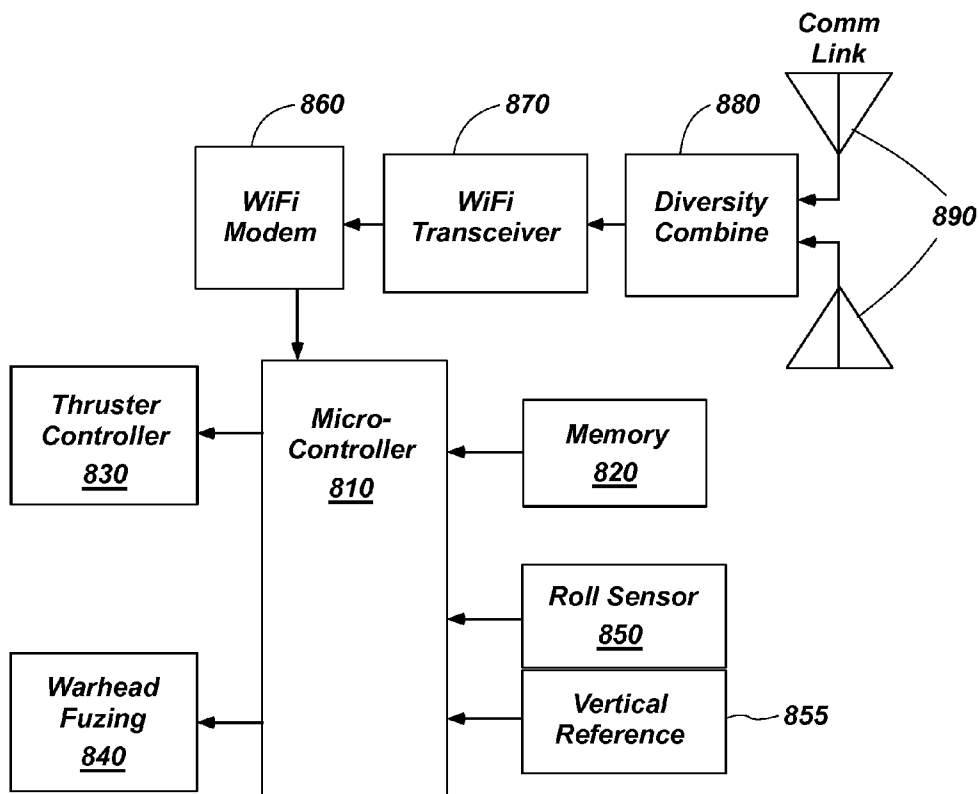 Comm
Link
860
870
880
WiFi
Modem
WiFi
Transceiver
Diversity
Combine
890
Thruster
Controller
830
Micro-
Controller
810
Memory
820
Roll Sensor
850
Warhead
Fuzing
840
Vertical
Reference
855